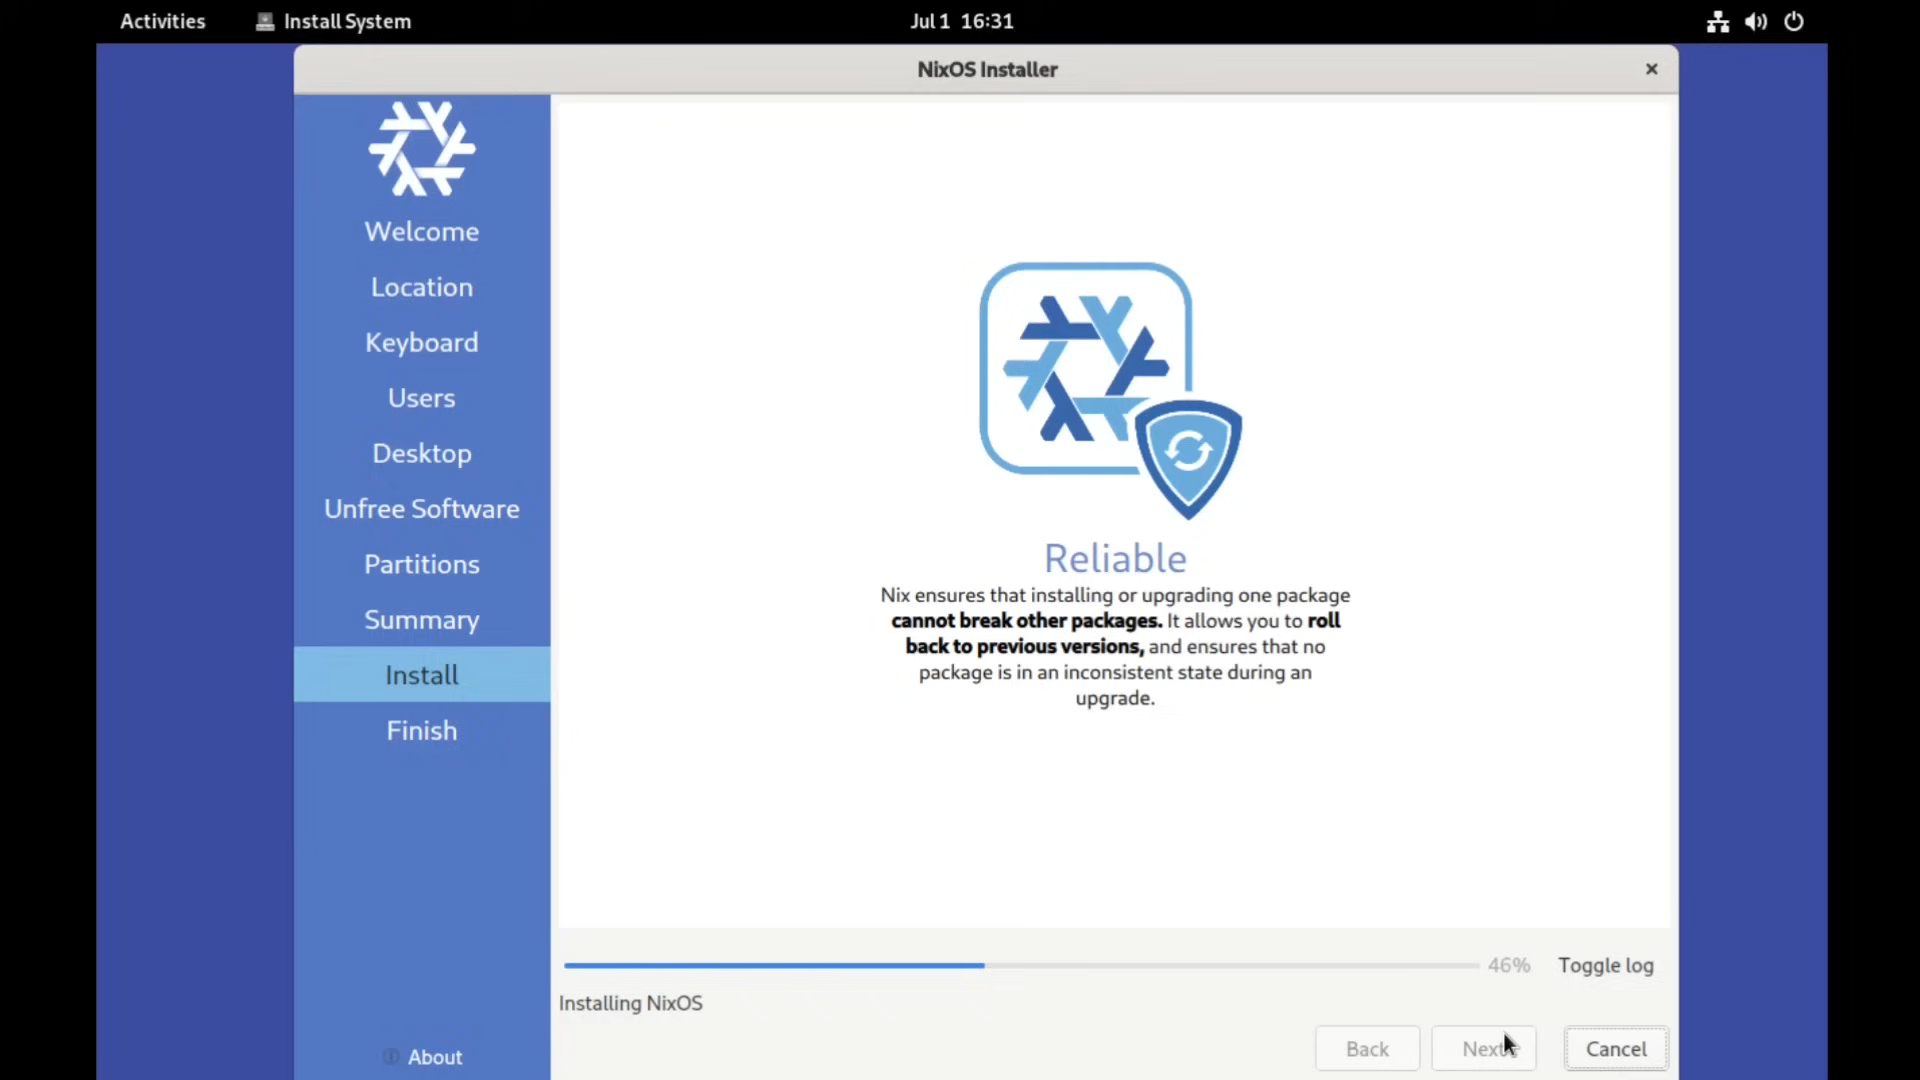 Activities
Install System
Jul 1 16:31
NixOS Installer
Welcome
Location
Keyboard
Users
Desktop
Unfree Software
Partitions
Summary
Install
Finish
About
Reliable
Nix ensures that installing or upgrading one package
cannot break other packages. It allows you to roll
back to previous versions, and ensures that no
package is in an inconsistent state during an
upgrade.
46%
Toggle log
Installing NixOS
Back
Next
Cancel